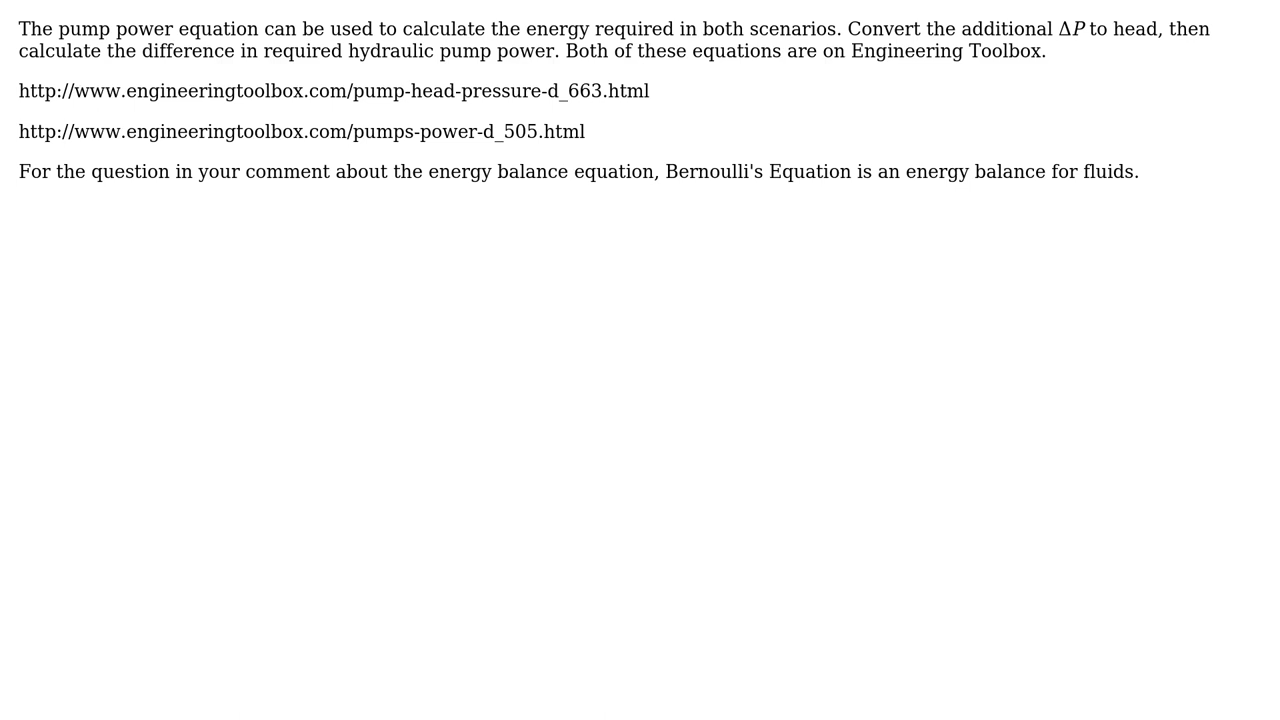 The pump power equation can be used to calculate the energy required in both scenarios. Convert the additional ΔP to head, then
calculate the difference in required hydraulic pump power. Both of these equations are on Engineering Toolbox.
http://www.engineeringtoolbox.com/pump-head-pressure-d_663.html
http://www.engineeringtoolbox.com/pumps-power-d_505.html
For the question in your comment about the energy balance equation, Bernoulli's Equation is an energy balance for fluids.